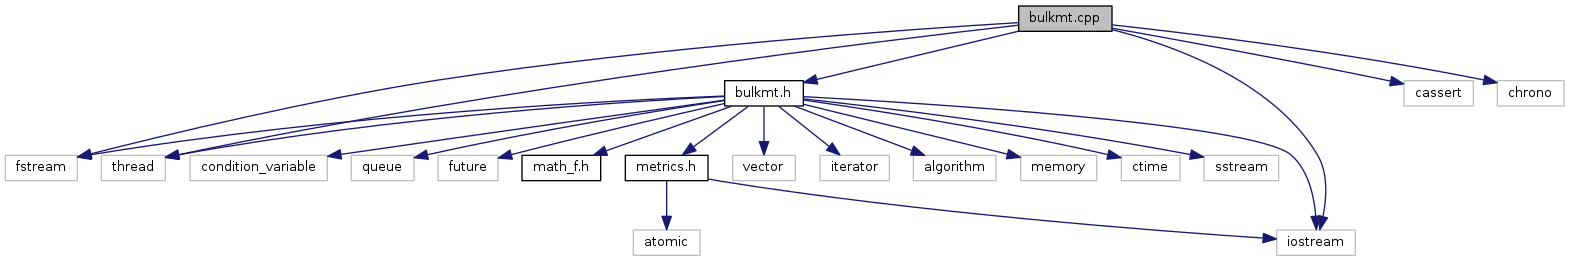 bulkmt.cpp
bulkmt.h
cassert
chrono
fstream
thread
condition_variable
queue
future
math_f.h
metrics.h
vector
iterator
algorithm
memory
ctime
sstream
atomic
iostream